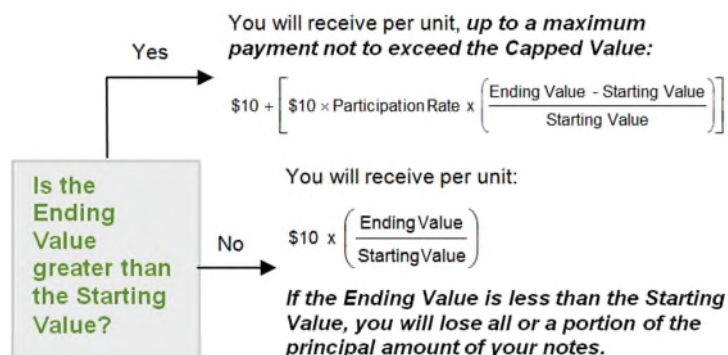 You will receive per unit, up to a maximum
payment not to exceed the Capped Value:
Yes
$10 + [ $10 × Participation Rate x ( Ending Value - Starting Value
Starting Value ) ]
Is the
Ending
Value
greater than
the Starting
Value?
You will receive per unit:
No
$10 x ( Ending Value
Starting Value )
If the Ending Value is less than the Starting
Value, you will lose all or a portion of the
principal amount of your notes.